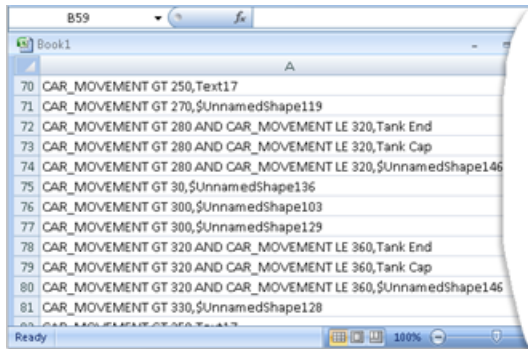 B59
fx
Book1
A
70 CAR_MOVEMENT GT 250,Text17
71 CAR_MOVEMENT GT 270,$UnnamedShape119
72 CAR_MOVEMENT GT 280 AND CAR_MOVEMENT LE 320,Tank End
73 CAR_MOVEMENT GT 280 AND CAR_MOVEMENT LE 320,Tank Cap
74 CAR_MOVEMENT GT 280 AND CAR_MOVEMENT LE 320,$UnnamedShape146
75 CAR_MOVEMENT GT 30,$UnnamedShape136
76 CAR_MOVEMENT GT 300,$UnnamedShape103
77 CAR_MOVEMENT GT 300,$UnnamedShape129
78 CAR_MOVEMENT GT 320 AND CAR_MOVEMENT LE 360,Tank End
79 CAR_MOVEMENT GT 320 AND CAR_MOVEMENT LE 360,Tank Cap
80 CAR_MOVEMENT GT 320 AND CAR_MOVEMENT LE 360,$UnnamedShape146
81 CAR_MOVEMENT GT 330,$UnnamedShape128
Ready
100%